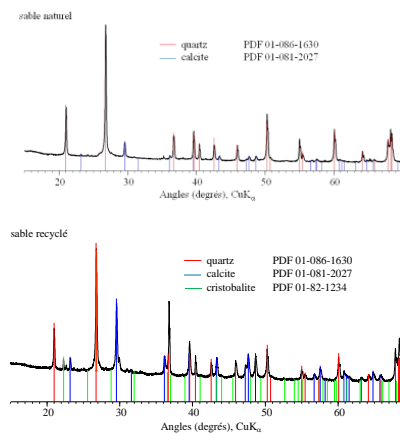 sable naturel
quartz PDF 01-086-1630
calcite PDF 01-081-2027
20 30 40 50 60
Angles (degrés), CuKα
sable recyclé
quartz PDF 01-086-1630
calcite PDF 01-081-2027
cristobalite PDF 01-82-1234
20 30 40 50 60
Angles (degrés), CuKα